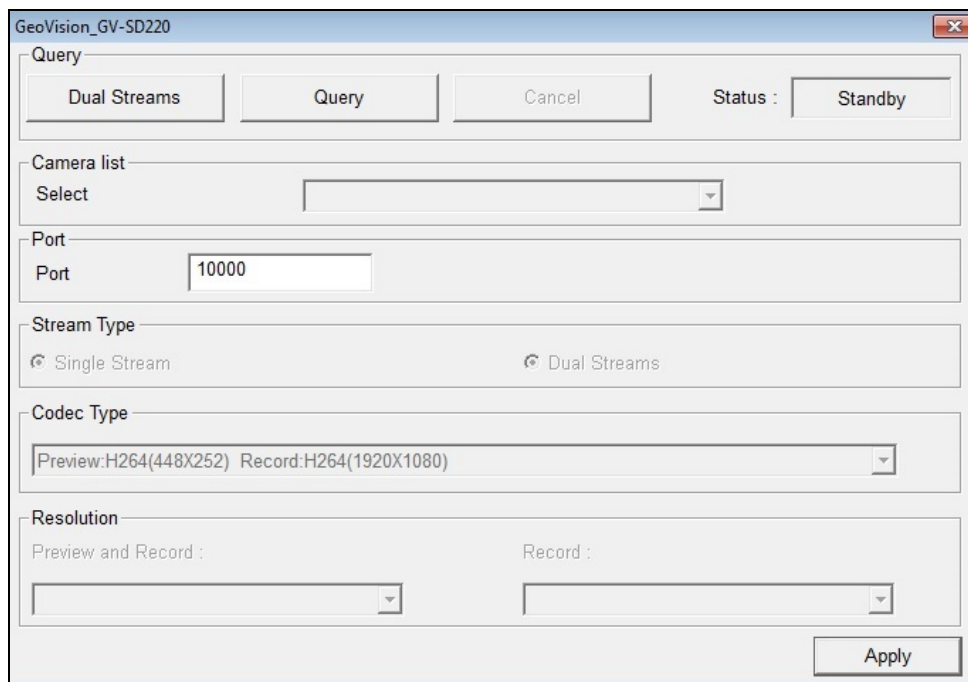 GeoVision_GV-SD220
Query
Dual Streams Query Cancel Status : Standby
Camera list
Select
Port
Port 10000
Stream Type
Single Stream Dual Streams
Codec Type
Preview:H264(448X252) Record:H264(1920X1080)
Resolution
Preview and Record : Record :
Apply